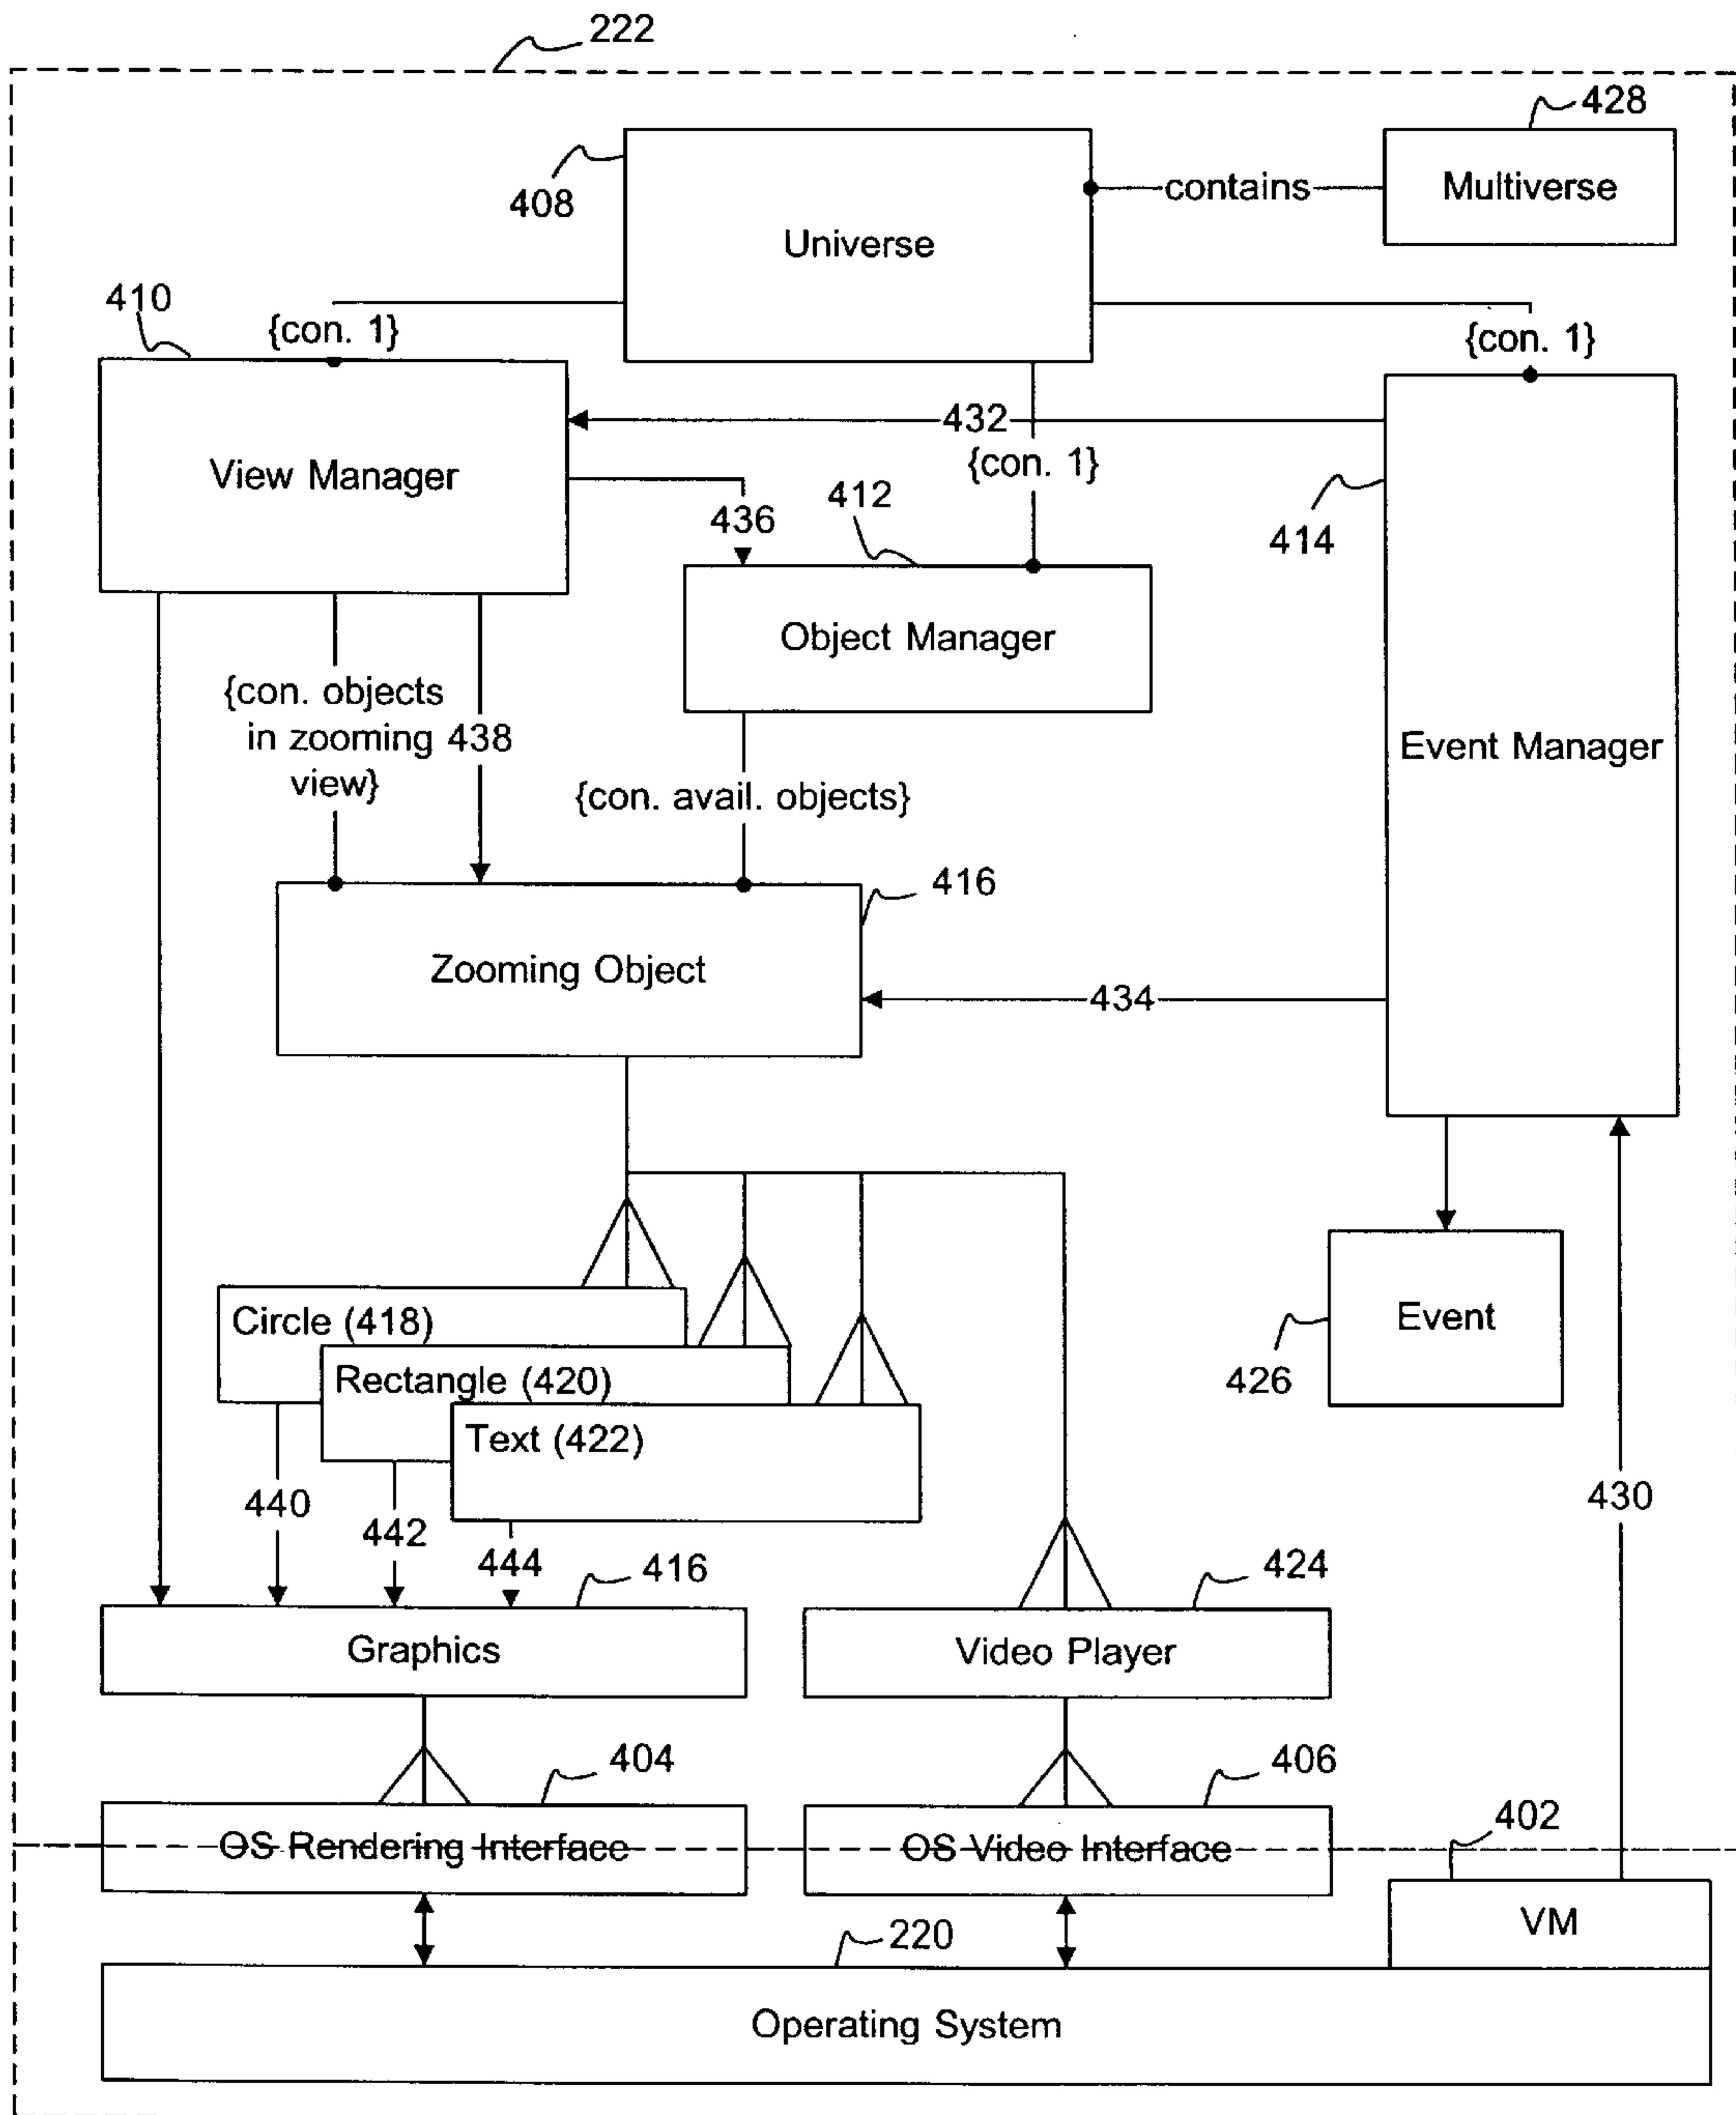 222
428
408
contains
Multiverse
Universe
410
{con. 1}
{con. 1}
432
View Manager
{con. 1}
436
412
414
Object Manager
{con. objects
in zooming
view}
438
Event Manager
{con. avail. objects}
416
Zooming Object
434
Circle (418)
Event
426
Rectangle (420)
Text (422)
440
430
442
444
416
424
Graphics
Video Player
404
406
402
OS Rendering Interface
OS Video Interface
VM
220
Operating System